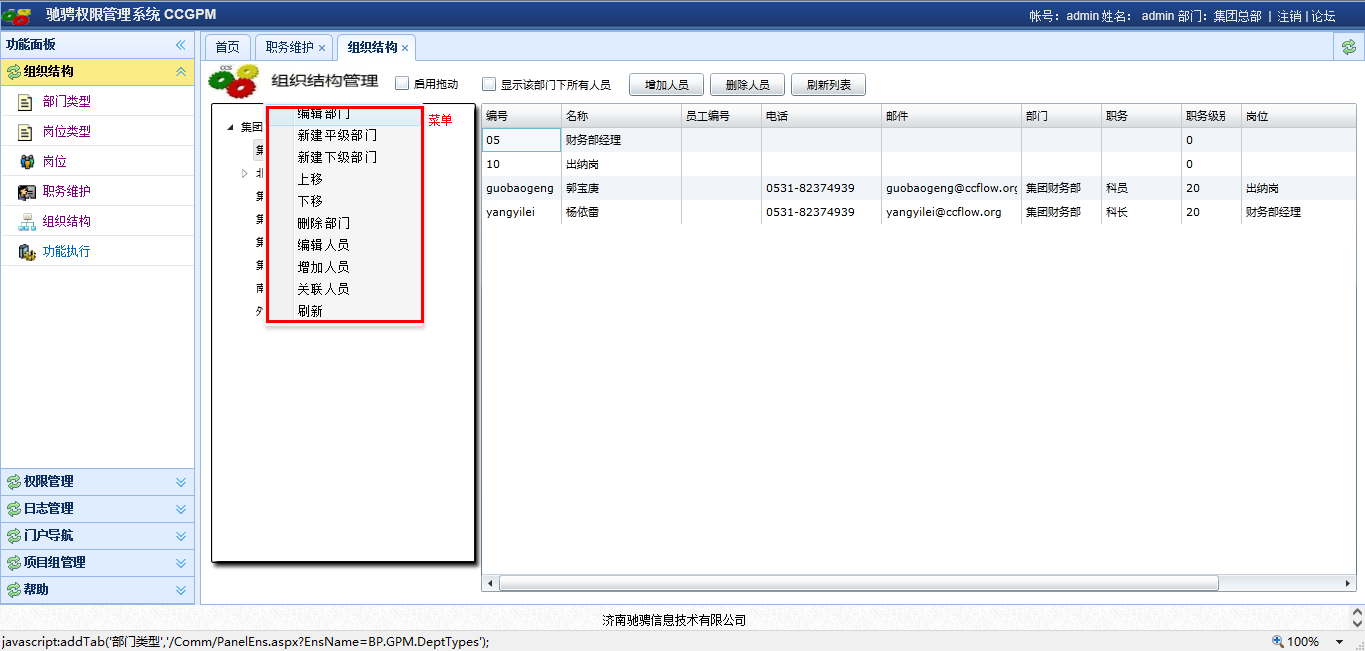 驰骋权限管理系统 CCGPM
帐号： admin 姓名： admin 部门：集团总部 | 注销 | 论坛
功能面板
组织结构
部门类型
岗位类型
岗位
职务维护
组织结构
功能执行
权限管理
日志管理
门户导航
项目组管理
帮助
首页 职务维护 × 组织结构 ×
CCS 组织结构管理 启用拖动 显示该部门下所有人员 增加人员 删除人员 刷新列表
集团
编辑部门
新建平级部门
新建下级部门
上移
下移
删除部门
编辑人员
增加人员
关联人员
刷新
菜单
编号 名称 员工编号 电话 邮件 部门 职务 职务级别 岗位
05 财务部经理 0
10 出纳岗 0
guobaogeng 郭宝庚 0531-82374939 guobaogeng@ccflow.org 集团财务部 科员 20 出纳岗
yangyilei 杨依雷 0531-82374939 yangyilei@ccflow.org 集团财务部 科长 20 财务部经理
济南驰骋信息技术有限公司
javascript:addTab('部门类型','/Comm/PanelEns.aspx?EnsName=BP.GPM.DeptTypes');
100%